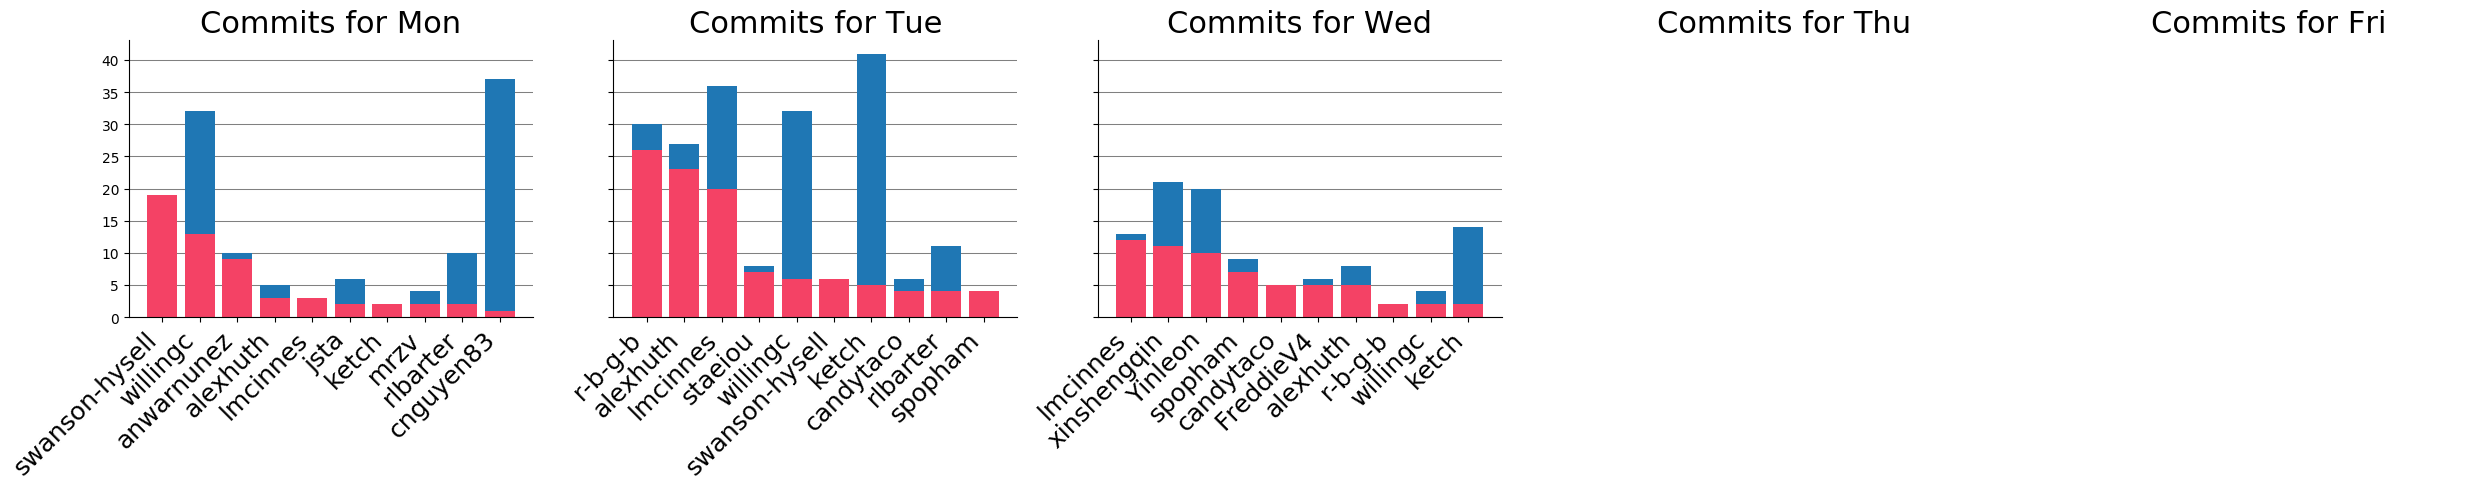 Commits for Mon
Commits for Tue
Commits for Wed
Commits for Thu
Commits for Fri
40
35
30
25
20
15
10
5
0
swanson-hysell
willingc
anwarnunez
alexhuth
lmcinnes
jsta
ketch
mrzv
rlbarter
cnguyen83
r-b-g-b
alexhuth
lmcinnes
staeiou
willingc
swanson-hysell
ketch
candytaco
rlbarter
spopham
lmcinnes
xinshengqin
Yinleon
spopham
candytaco
FreddieV4
alexhuth
r-b-g-b
willingc
ketch